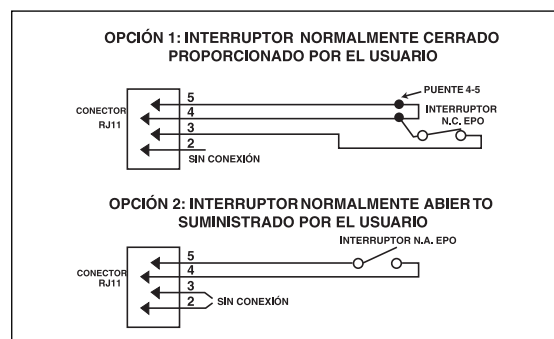 OPCIÓN 1: INTERRUPTOR NORMALMENTE CERRADO
PROPORCIONADO POR EL USUARIO
CONECTOR
RJ11
5
4
3
2
SIN CONEXIÓN
PUENTE 4-5
INTERRUPTOR
N.C. EPO
OPCIÓN 2: INTERRUPTOR NORMALMENTE ABIERTO
SUMINISTRADO POR EL USUARIO
CONECTOR
RJ11
5
4
3
2
SIN CONEXIÓN
INTERRUPTOR N.A. EPO